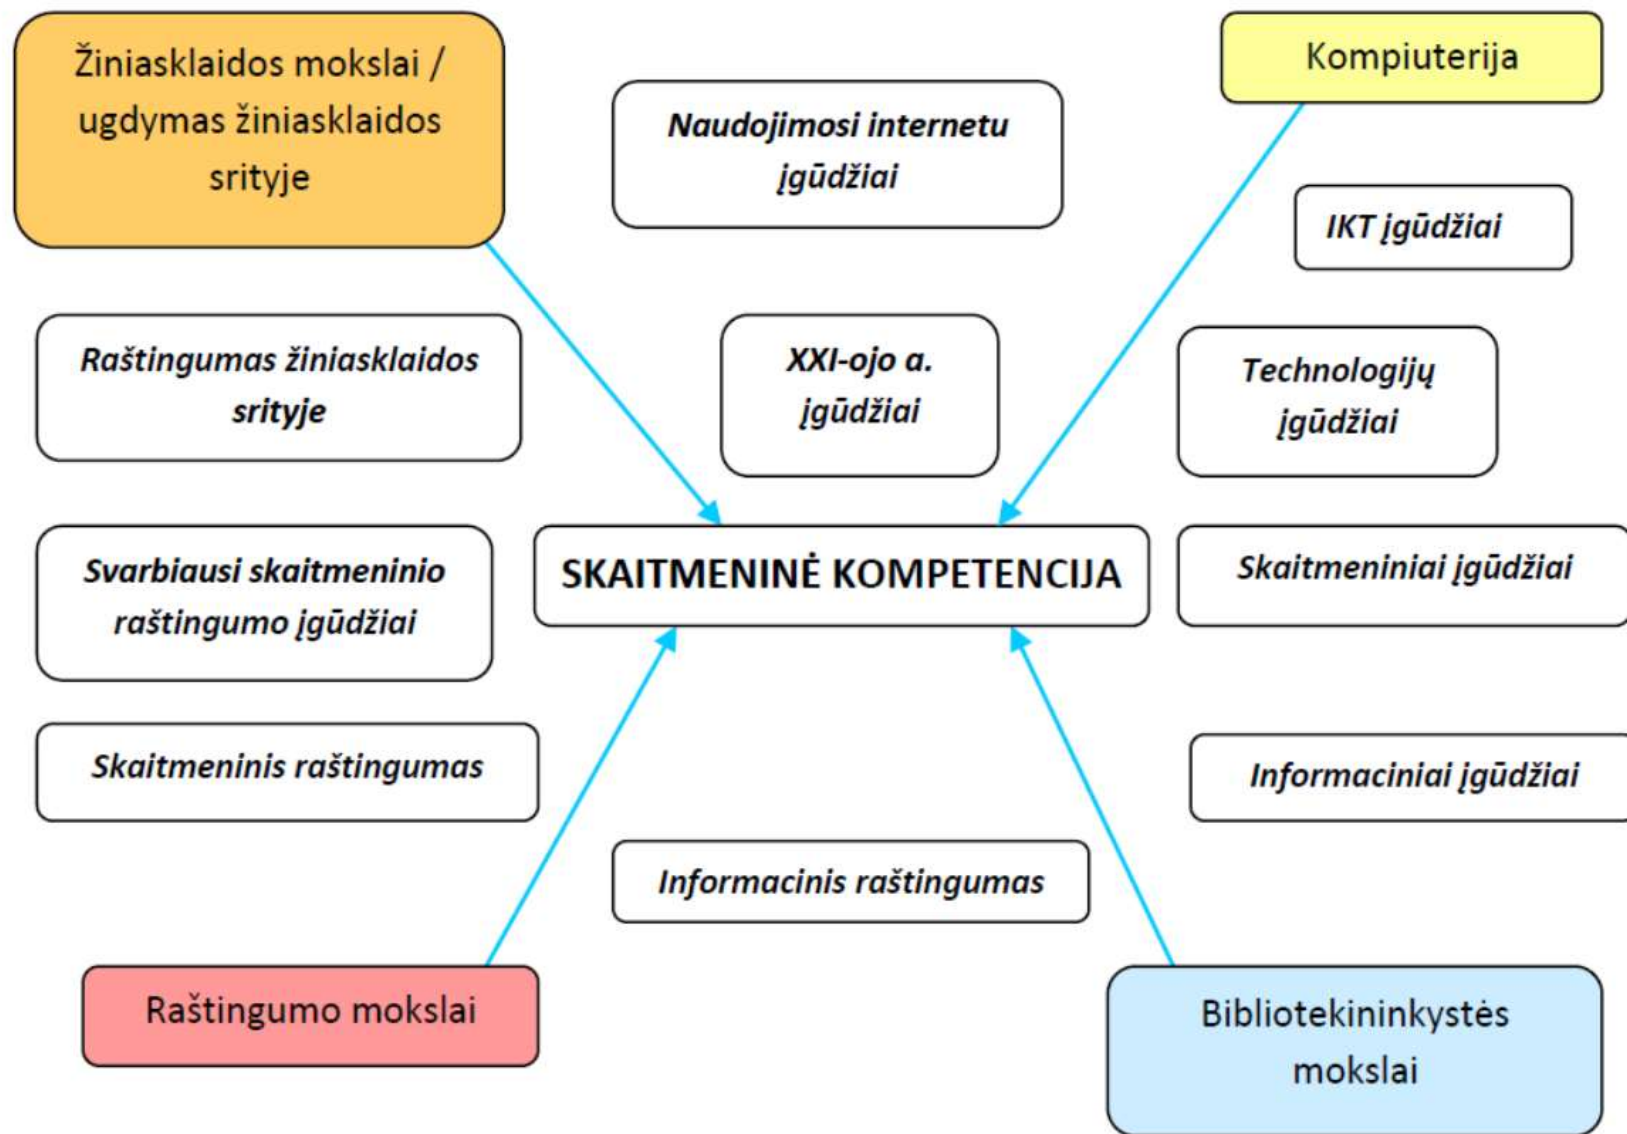 Žiniasklaidos mokslai /
ugdymas žiniasklaidos
srityje
Kompiuterija
Naudojimosi internetu
įgūdžiai
IKT įgūdžiai
Raštingumas žiniasklaidos
srityje
XXI-ojo a.
įgūdžiai
Technologijų
įgūdžiai
Svarbiausi skaitmeninio
raštingumo įgūdžiai
SKAITMENINĖ KOMPETENCIJA
Skaitmeniniai įgūdžiai
Skaitmeninis raštingumas
Informaciniai įgūdžiai
Informacinis raštingumas
Raštingumo mokslai
Bibliotekininkystės
mokslai